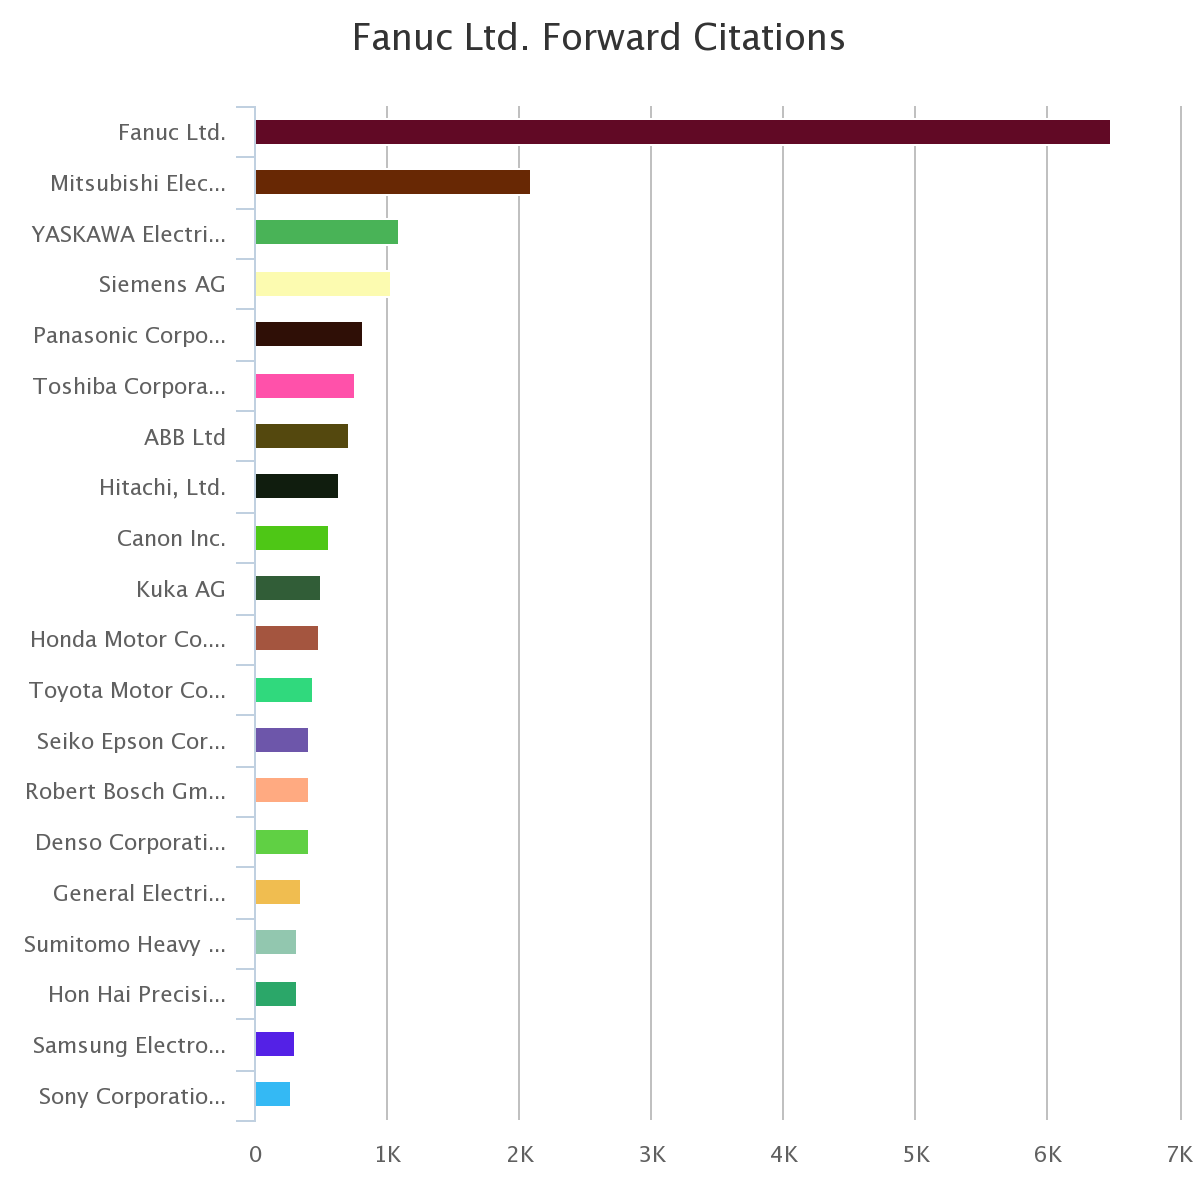 Fanuc Ltd. Forward Citations
Fanuc Ltd.
Mitsubishi Elec...
YASKAWA Electri...
Siemens AG
Panasonic Corpo...
Toshiba Corpora...
ABB Ltd
Hitachi, Ltd.
Canon Inc.
Kuka AG
Honda Motor Co....
Toyota Motor Co...
Seiko Epson Cor...
Robert Bosch Gm...
Denso Corporati...
General Electri...
Sumitomo Heavy ...
Hon Hai Precisi...
Samsung Electro...
Sony Corporatio...
0 1K 2K 3K 4K 5K 6K 7K